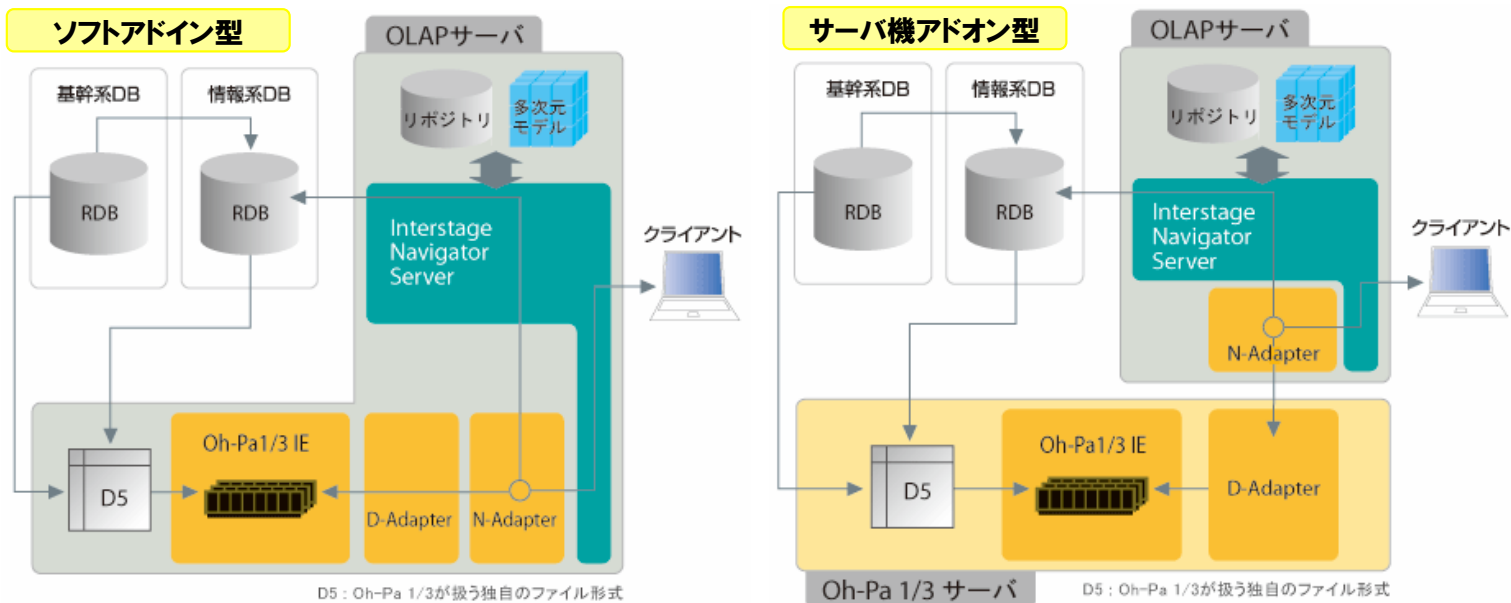 ソフトアドイン型
OLAPサーバ
基幹系DB
情報系DB
リポジトリ
多次元
モデル
RDB
RDB
Interstage
Navigator
Server
クライアント
Oh-Pa1/3 IE
D5
D-Adapter
N-Adapter
D5：Oh-Pa 1/3が扱う独自のファイル形式
サーバ機アドオン型
OLAPサーバ
基幹系DB
情報系DB
リポジトリ
多次元
モデル
RDB
RDB
Interstage
Navigator
Server
クライアント
N-Adapter
Oh-Pa1/3 IE
D5
D-Adapter
Oh-Pa 1/3 サーバ
D5：Oh-Pa 1/3が扱う独自のファイル形式